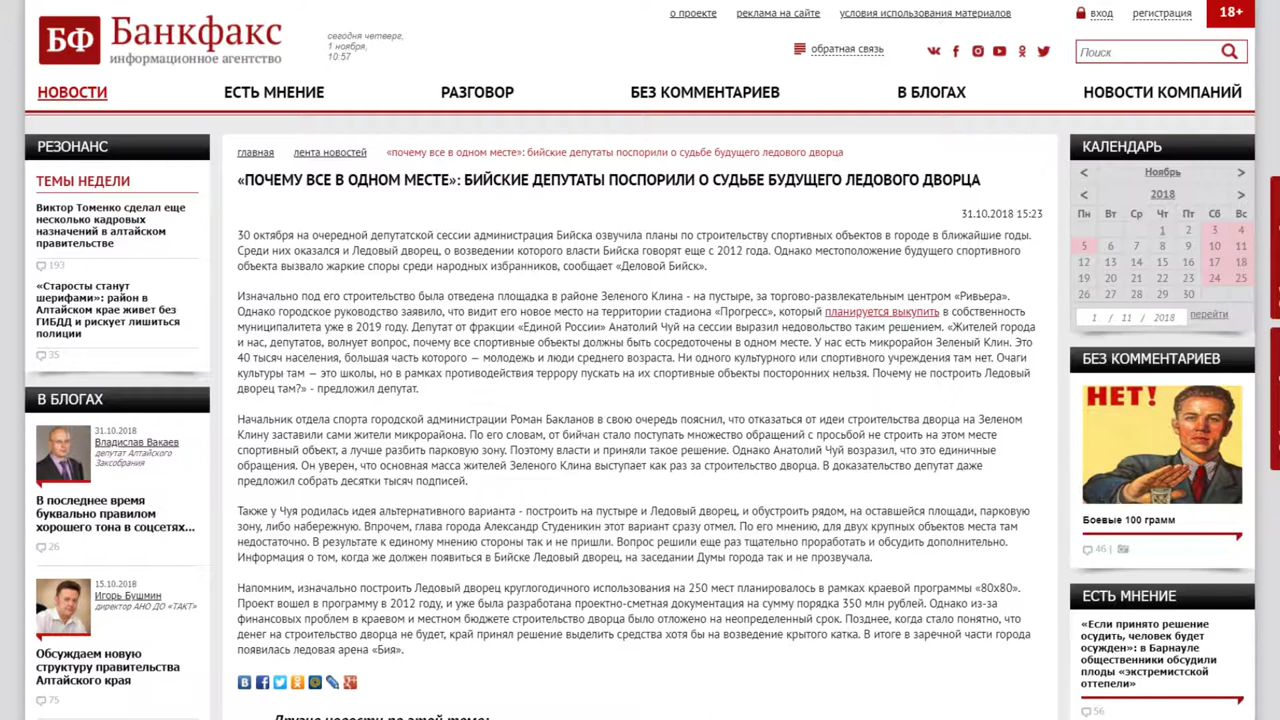 о проекте
реклама на сайте
условия использования материалов
вход
регистрация
18+
БФ
Банкфакс
информационное агентство
сегодня четверг,
1 ноября,
10:57
обратная связь
Поиск
НОВОСТИ
ЕСТЬ МНЕНИЕ
РАЗГОВОР
БЕЗ КОММЕНТАРИЕВ
В БЛОГАХ
НОВОСТИ КОМПАНИЙ
РЕЗОНАНС
ТЕМЫ НЕДЕЛИ
Виктор Томенко сделал еще
несколько кадровых
назначений в алтайском
правительстве
193
«Старосты станут
шерифами»: район в
Алтайском крае живет без
ГИБДД и рискует лишиться
полиции
35
В БЛОГАХ
31.10.2018
Владислав Вакаев
депутат Алтайского
Заксобрания
В последнее время
буквально правилом
хорошего тона в соцсетях...
26
15.10.2018
Игорь Бушмин
директор АНО ДО «ТАКТ»
Обсуждаем новую
структуру правительства
Алтайского края
75
главная
лента новостей
«почему все в одном месте»: бийские депутаты поспорили о судьбе будущего ледового дворца
«ПОЧЕМУ ВСЕ В ОДНОМ МЕСТЕ»: БИЙСКИЕ ДЕПУТАТЫ ПОСПОРИЛИ О СУДЬБЕ БУДУЩЕГО ЛЕДОВОГО ДВОРЦА
31.10.2018 15:23
30 октября на очередной депутатской сессии администрация Бийска озвучила планы по строительству спортивных объектов в городе в ближайшие годы.
Среди них оказался и Ледовый дворец, о возведении которого власти Бийска говорят еще с 2012 года. Однако местоположение будущего спортивного
объекта вызвало жаркие споры среди народных избранников, сообщает «Деловой Бийск».
Изначально под его строительство была отведена площадка в районе Зеленого Клина - на пустыре, за торгово-развлекательным центром «Ривьера».
Однако городское руководство заявило, что видит его новое место на территории стадиона «Прогресс», который планируется выкупить в собственность
муниципалитета уже в 2019 году. Депутат от фракции «Единой России» Анатолий Чуй на сессии выразил недовольство таким решением. «Жителей города
и нас, депутатов, волнует вопрос, почему все спортивные объекты должны быть сосредоточены в одном месте. У нас есть микрорайон Зеленый Клин. Это
40 тысяч населения, большая часть которого — молодежь и люди среднего возраста. Ни одного культурного или спортивного учреждения там нет. Очаги
культуры там — это школы, но в рамках противодействия террору пускать на их спортивные объекты посторонних нельзя. Почему не построить Ледовый
дворец там?» - предложил депутат.
Начальник отдела спорта городской администрации Роман Бакланов в свою очередь пояснил, что отказаться от идеи строительства дворца на Зеленом
Клину заставили сами жители микрорайона. По его словам, от бийчан стало поступать множество обращений с просьбой не строить на этом месте
спортивный объект, а лучше разбить парковую зону. Поэтому власти и приняли такое решение. Однако Анатолий Чуй возразил, что это единичные
обращения. Он уверен, что основная масса жителей Зеленого Клина выступает как раз за строительство дворца. В доказательство депутат даже
предложил собрать десятки тысяч подписей.
Также у Чуя родилась идея альтернативного варианта - построить на пустыре и Ледовый дворец, и обустроить рядом, на оставшейся площади, парковую
зону, либо набережную. Впрочем, глава города Александр Студеникин этот вариант сразу отмел. По его мнению, для двух крупных объектов места там
недостаточно. В результате к единому мнению стороны так и не пришли. Вопрос решили еще раз тщательно проработать и обсудить дополнительно.
Информация о том, когда же должен появиться в Бийске Ледовый дворец, на заседании Думы города так и не прозвучала.
Напомним, изначально построить Ледовый дворец круглогодичного использования на 250 мест планировалось в рамках краевой программы «80х80».
Проект вошел в программу в 2012 году, и уже была разработана проектно-сметная документация на сумму порядка 350 млн рублей. Однако из-за
финансовых проблем в краевом и местном бюджете строительство дворца было отложено на неопределенный срок. Позднее, когда стало понятно, что
денег на строительство дворца не будет, край принял решение выделить средства хотя бы на возведение крытого катка. В итоге в заречной части города
появилась ледовая арена «Бия».
Другие новости по этой теме:
КАЛЕНДАРЬ
< Ноябрь >
< 2018 >
Пн Вт Ср Чт Пт Сб Вс
1 2 3 4
5 6 7 8 9 10 11
12 13 14 15 16 17 18
19 20 21 22 23 24 25
26 27 28 29 30
1 / 11 / 2018 перейти
БЕЗ КОММЕНТАРИЕВ
НЕТ!
Боевые 100 грамм
46
ЕСТЬ МНЕНИЕ
«Если принято решение
осудить, человек будет
осужден»: в Барнауле
общественники обсудили
плоды «экстремистской
оттепели»
56